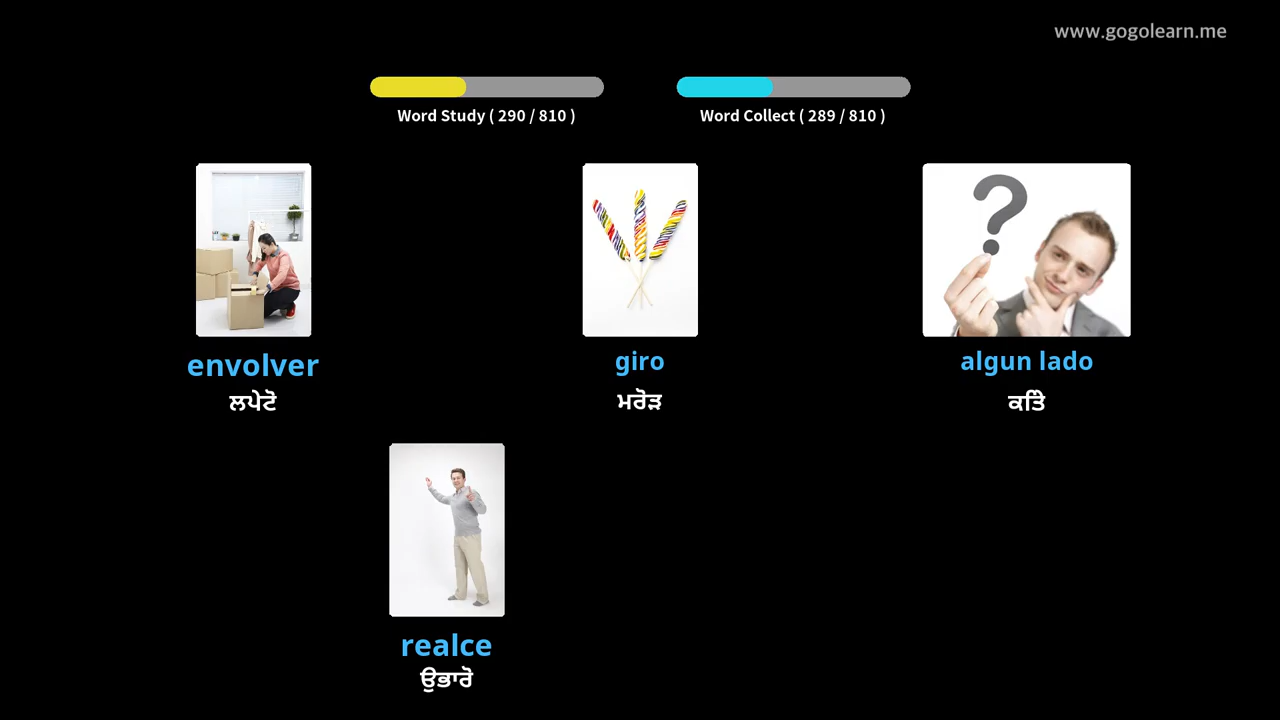 www.gogolearn.me
Word Study ( 290 / 810 )
Word Collect ( 289 / 810 )
envolver
ਲਪੇਟੋ
giro
ਮਰੋੜ
algun lado
ਕਤਿੇ
realce
ਉਭਾਰੋ